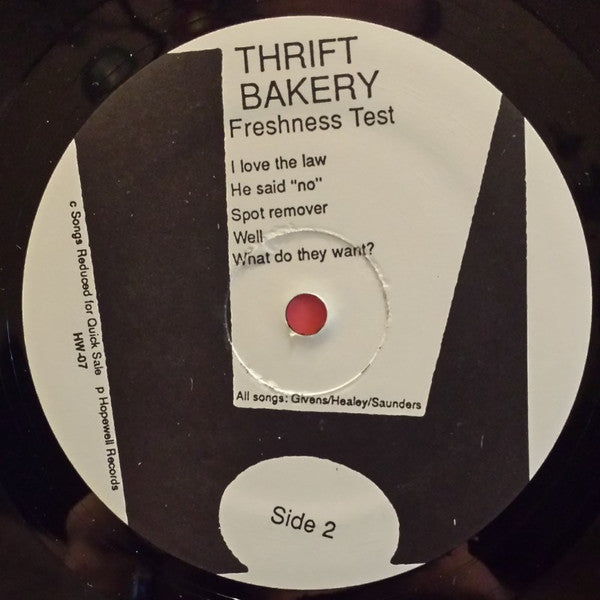 THRIFT
BAKERY
Freshness Test
I love the law
He said "no"
Spot remover
Well
What do they want?
All songs: Givens/Healey/Saunders
c Songs Reduced for Quick Sale p Hopewell Records
HW-07
Side 2